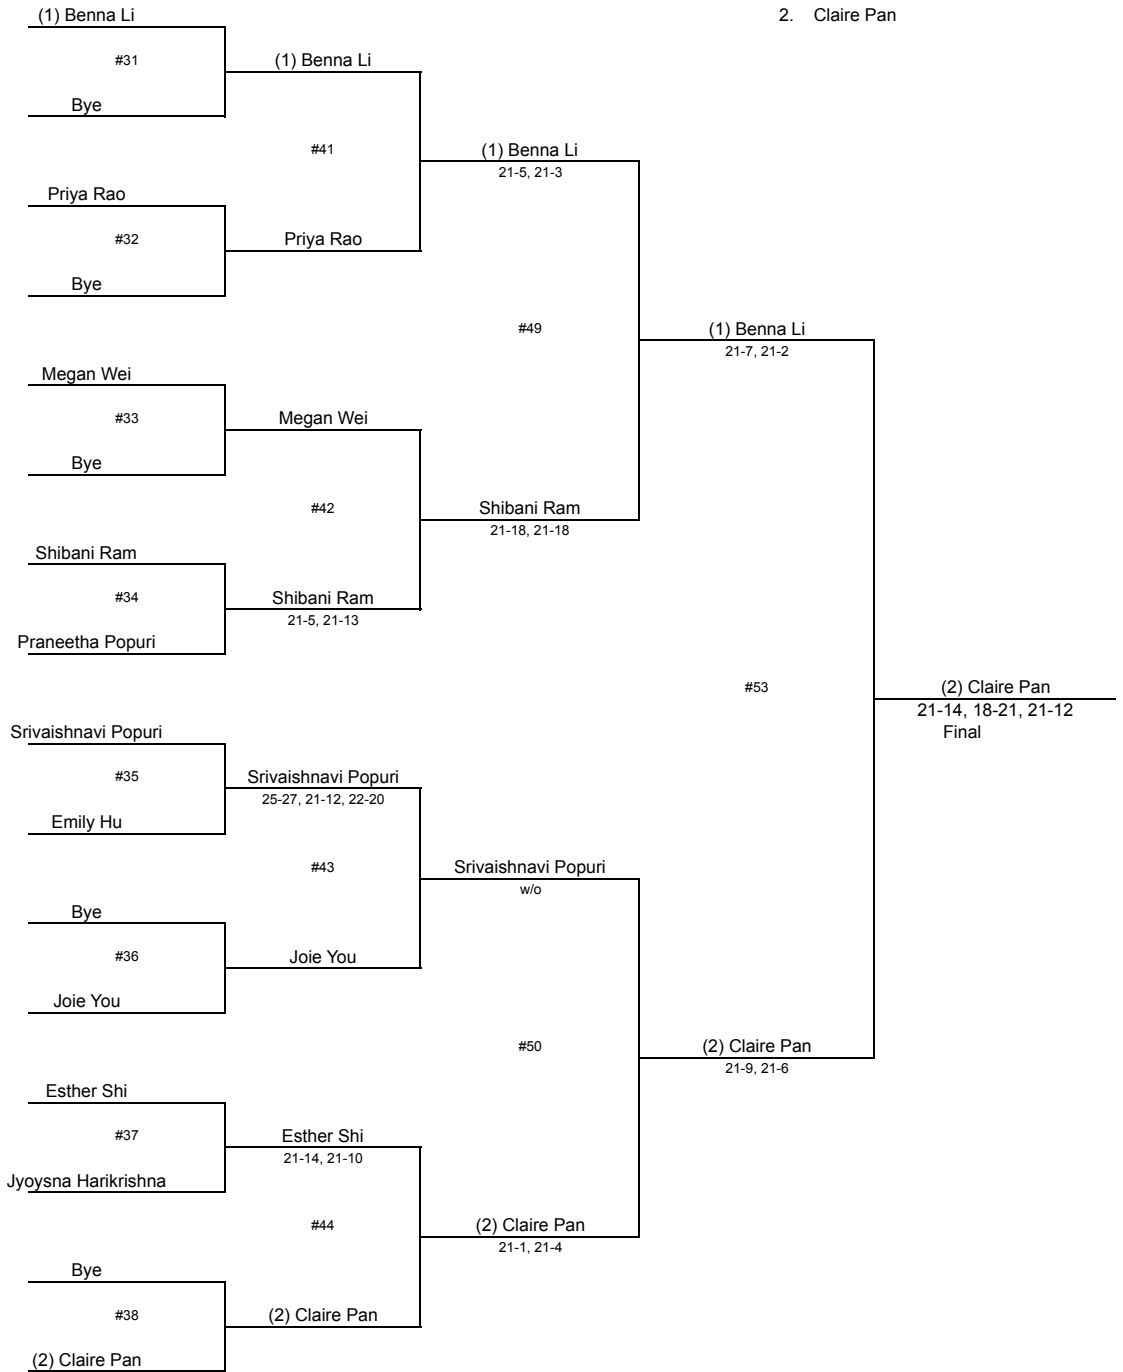 (1) Benna Li
2. Claire Pan
#31
(1) Benna Li
Bye
#41
(1) Benna Li
21-5, 21-3
Priya Rao
#32
Priya Rao
Bye
#49
(1) Benna Li
21-7, 21-2
Megan Wei
#33
Megan Wei
Bye
#42
Shibani Ram
21-18, 21-18
Shibani Ram
#34
Shibani Ram
21-5, 21-13
Praneetha Popuri
#53
(2) Claire Pan
21-14, 18-21, 21-12
Final
Srivaishnavi Popuri
#35
Srivaishnavi Popuri
25-27, 21-12, 22-20
Emily Hu
#43
Srivaishnavi Popuri
w/o
Bye
#36
Joie You
Joie You
#50
(2) Claire Pan
21-9, 21-6
Esther Shi
#37
Esther Shi
21-14, 21-10
Jyoysna Harikrishna
#44
(2) Claire Pan
21-1, 21-4
Bye
#38
(2) Claire Pan
(2) Claire Pan